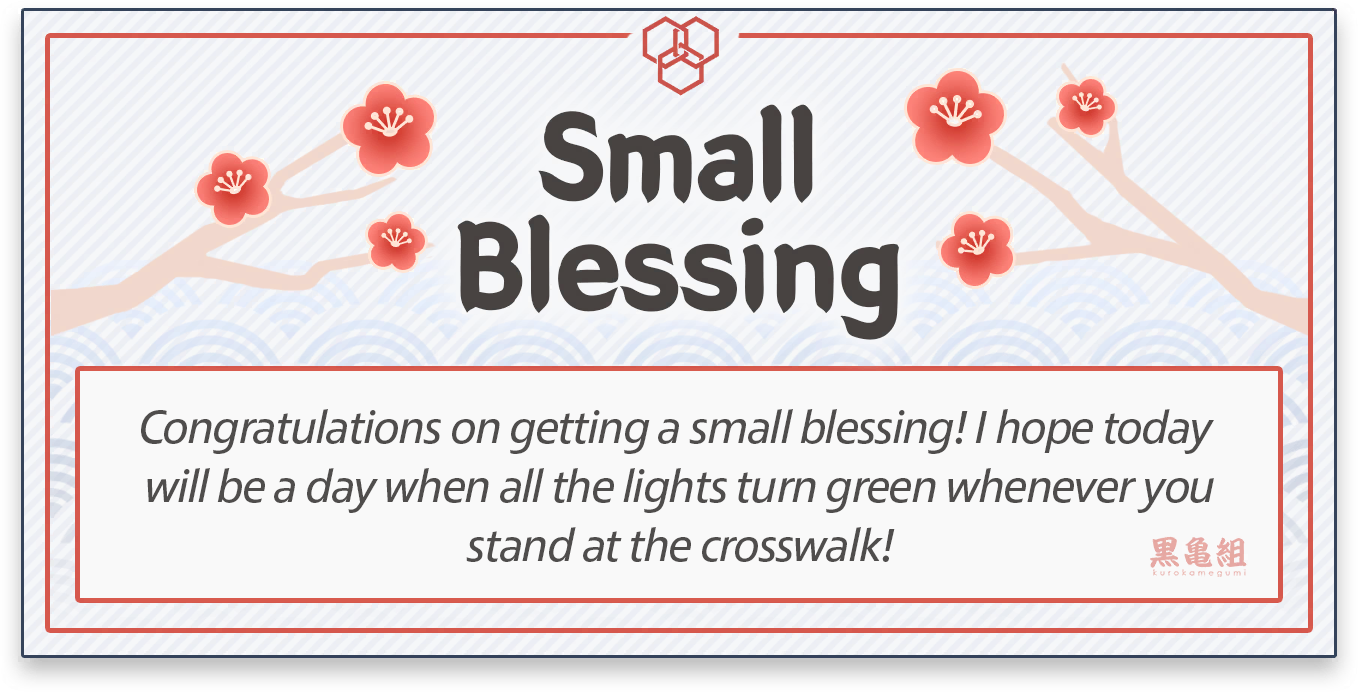 Small
Blessing
Congratulations on getting a small blessing! I hope today
will be a day when all the lights turn green whenever you
stand at the crosswalk!
黒亀組
kurokamegumi